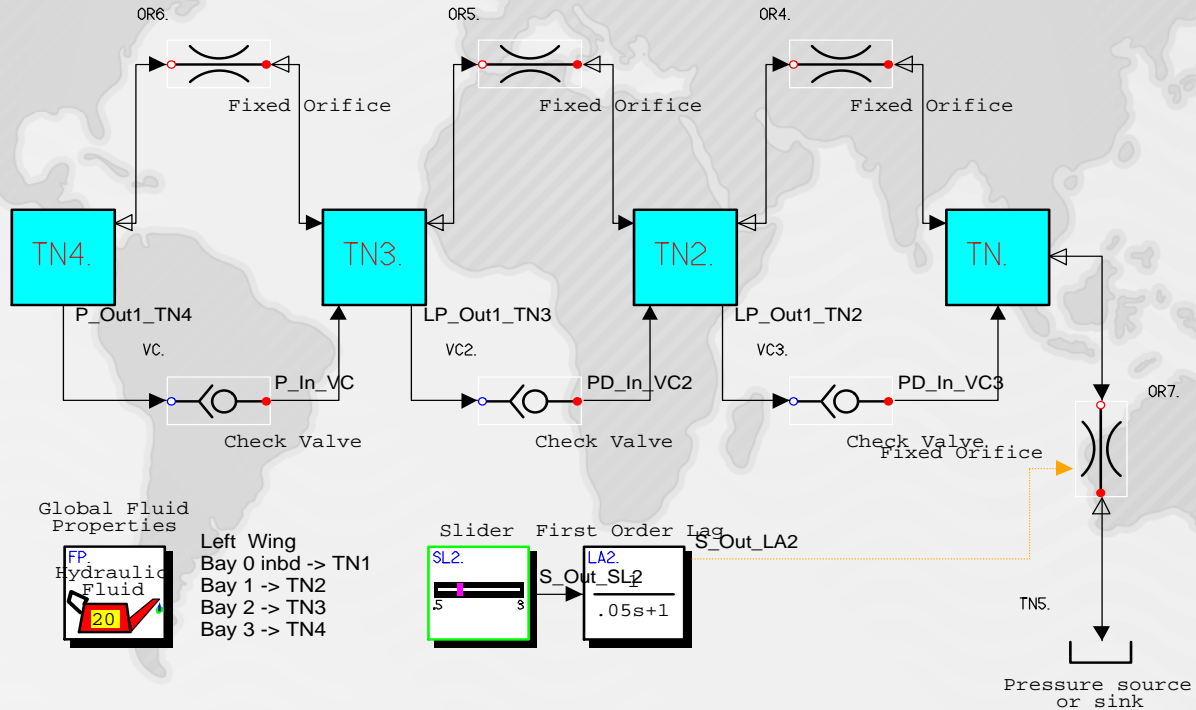 OR6.
OR5.
OR4.
Fixed Orifice
Fixed Orifice
Fixed Orifice
TN4.
TN3.
TN2.
TN.
P_Out1_TN4
LP_Out1_TN3
LP_Out1_TN2
VC.
VC2.
VC3.
P_In_VC
PD_In_VC2
PD_In_VC3
OR7.
Check Valve
Check Valve
Check Valve
Fixed Orifice
Global Fluid
Properties
FP.
Hydraulic
Fluid
20
Left Wing
Bay 0 inbd -> TN1
Bay 1 -> TN2
Bay 2 -> TN3
Bay 3 -> TN4
Slider
First Order Lag
SL2.
.5
3
S_Out_SL2
LA2.
1
.05s+1
S_Out_LA2
TN5.
Pressure source
or sink